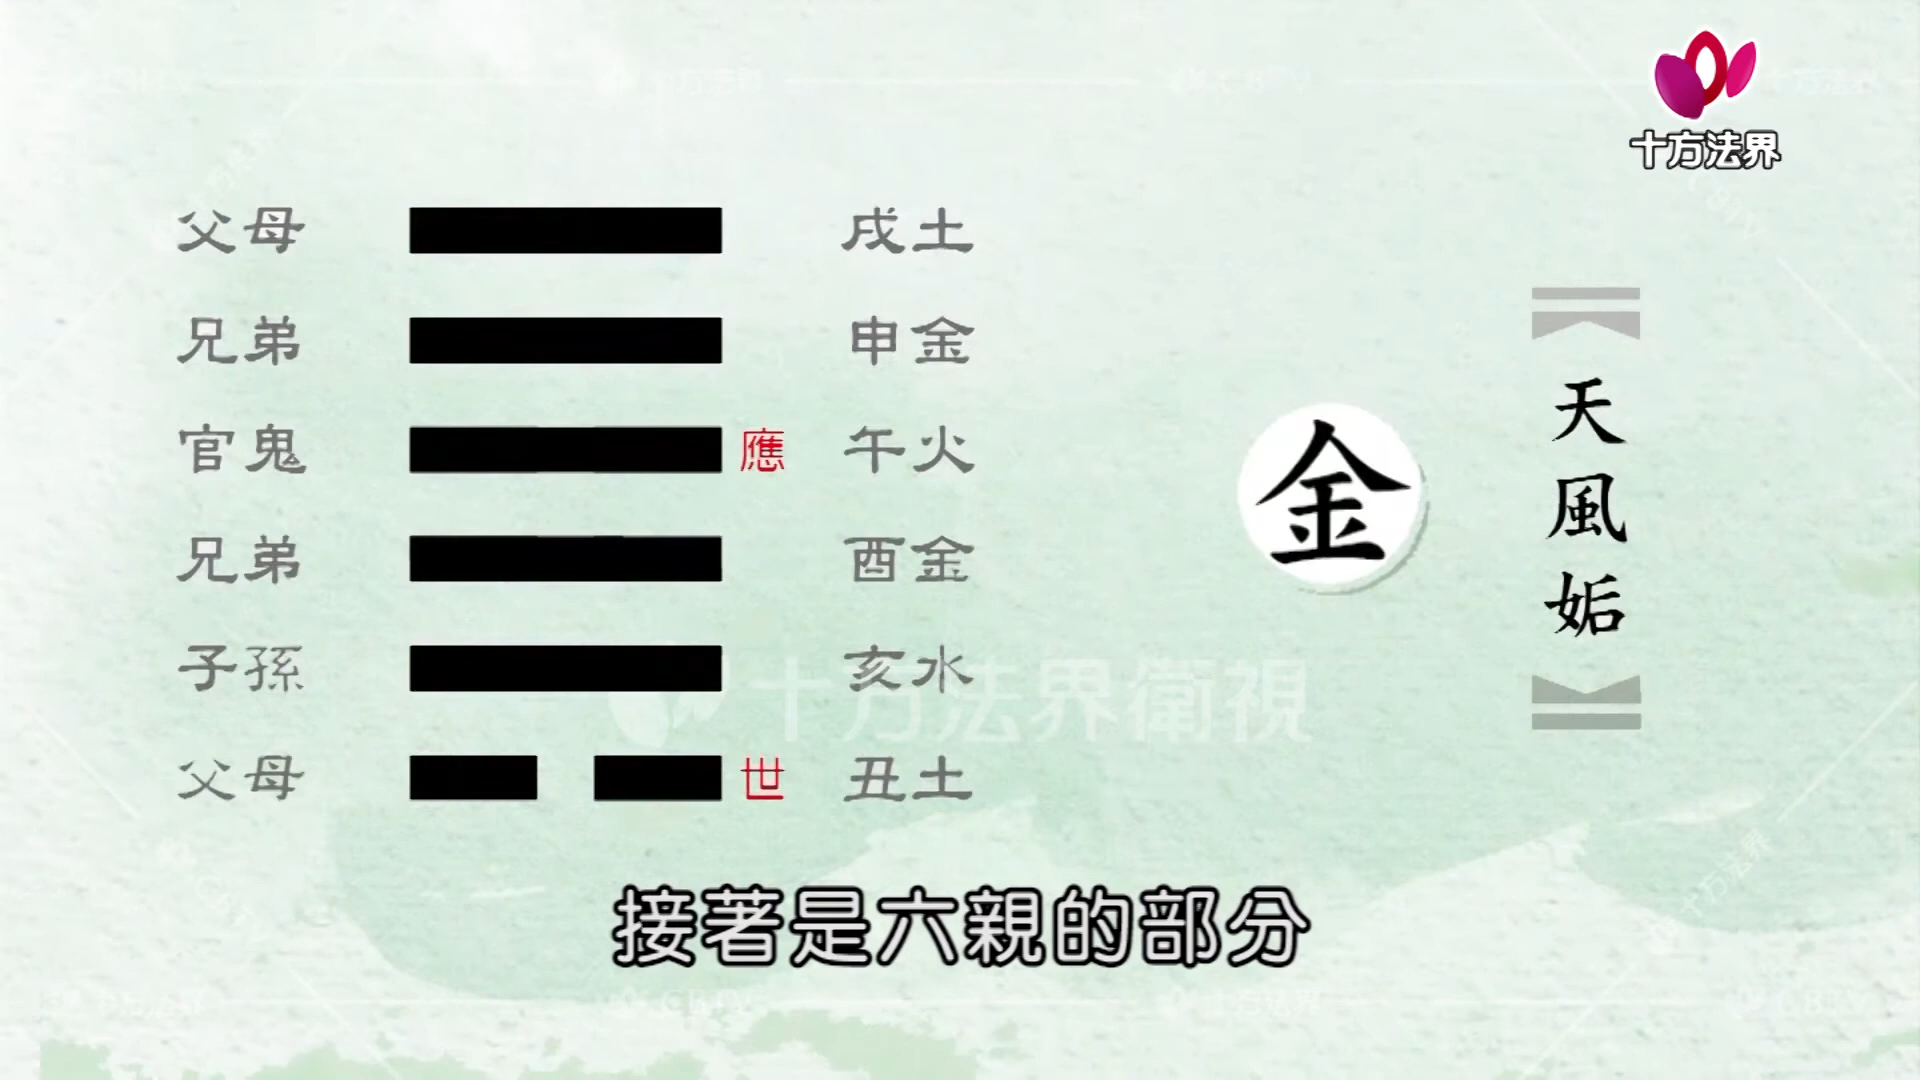 十方法界
父母 戌土
兄弟 申金
官鬼 應 午火
兄弟 酉金
子孫 亥水
父母 世 丑土
金
天風姤
十方法界衛視
接著是六親的部分